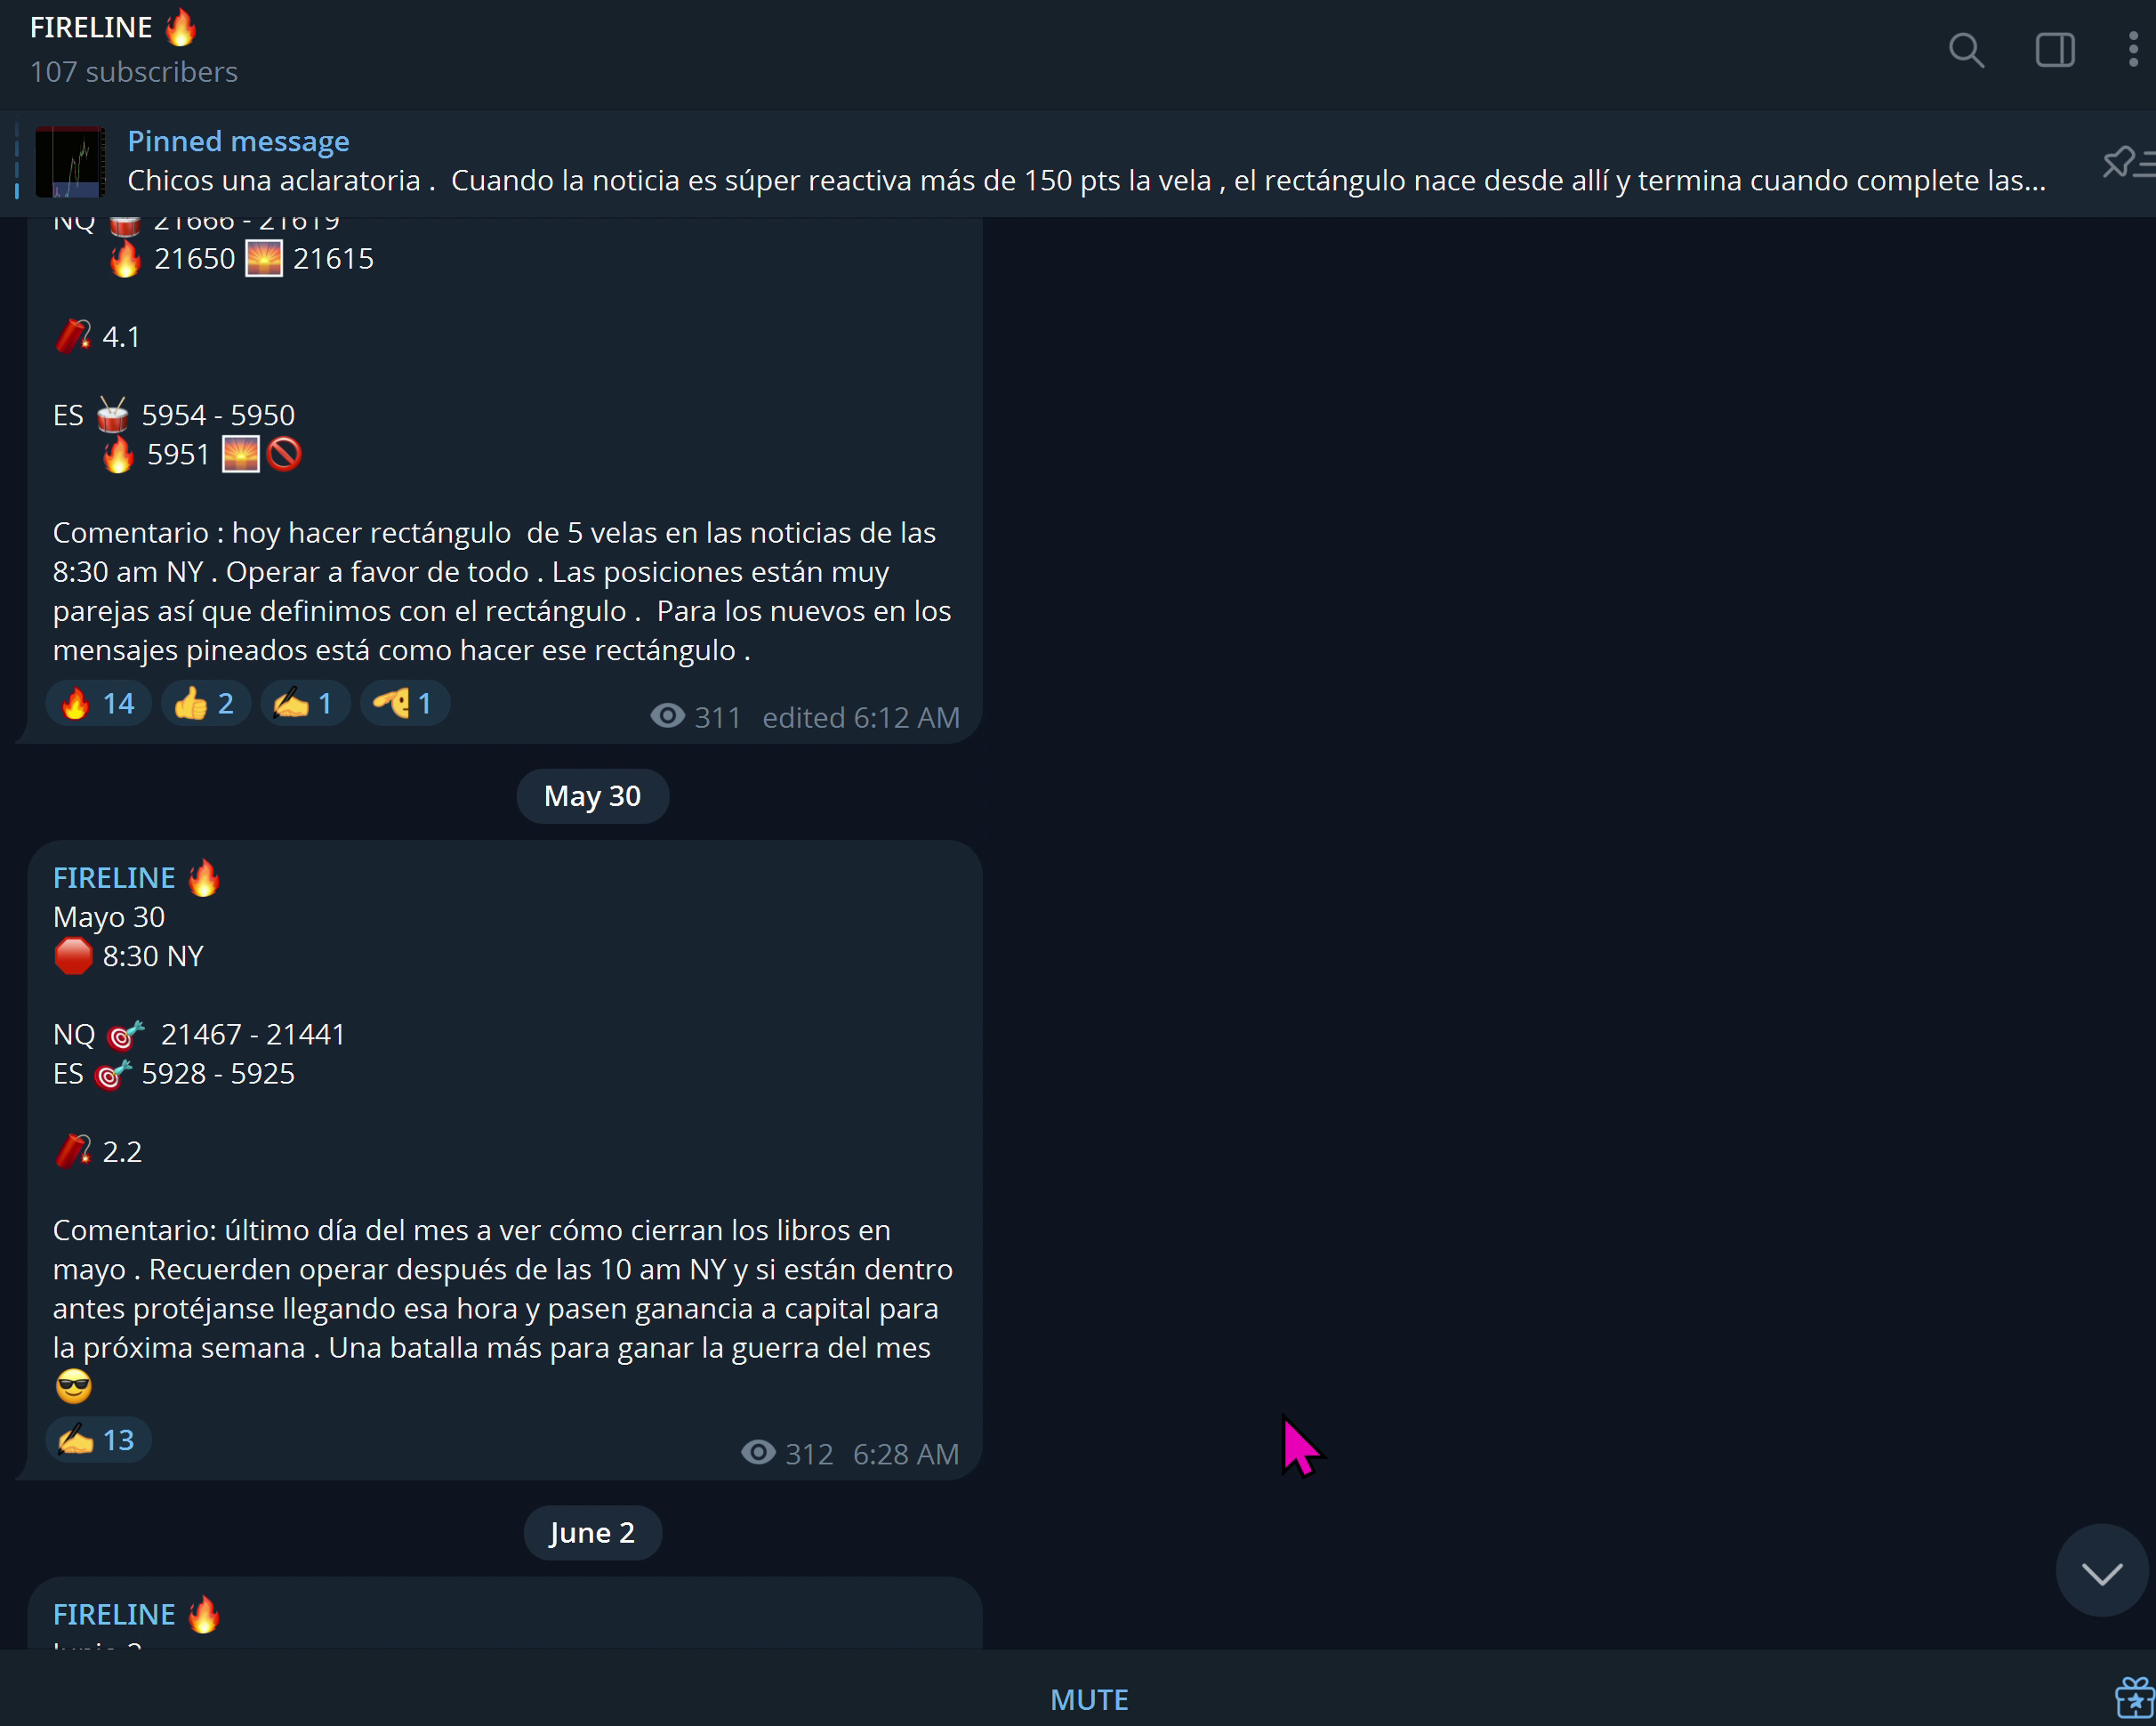 FIRELINE 🔥
107 subscribers
Pinned message
Chicos una aclaratoria . Cuando la noticia es súper reactiva más de 150 pts la vela , el rectángulo nace desde allí y termina cuando complete las...
NQ 🥁 21666 - 21619
🔥 21650 🌅 21615
🧨 4.1
ES 🥁 5954 - 5950
🔥 5951 🌅🚫
Comentario : hoy hacer rectángulo de 5 velas en las noticias de las
8:30 am NY . Operar a favor de todo . Las posiciones están muy
parejas así que definimos con el rectángulo . Para los nuevos en los
mensajes pineados está como hacer ese rectángulo .
🔥 14 👍 2 ✍️ 1 🫡 1 311 edited 6:12 AM
May 30
FIRELINE 🔥
Mayo 30
🛑 8:30 NY
NQ 🎯 21467 - 21441
ES 🎯 5928 - 5925
🧨 2.2
Comentario: último día del mes a ver cómo cierran los libros en
mayo . Recuerden operar después de las 10 am NY y si están dentro
antes protéjanse llegando esa hora y pasen ganancia a capital para
la próxima semana . Una batalla más para ganar la guerra del mes
😎
✍️ 13 312 6:28 AM
June 2
FIRELINE 🔥
MUTE